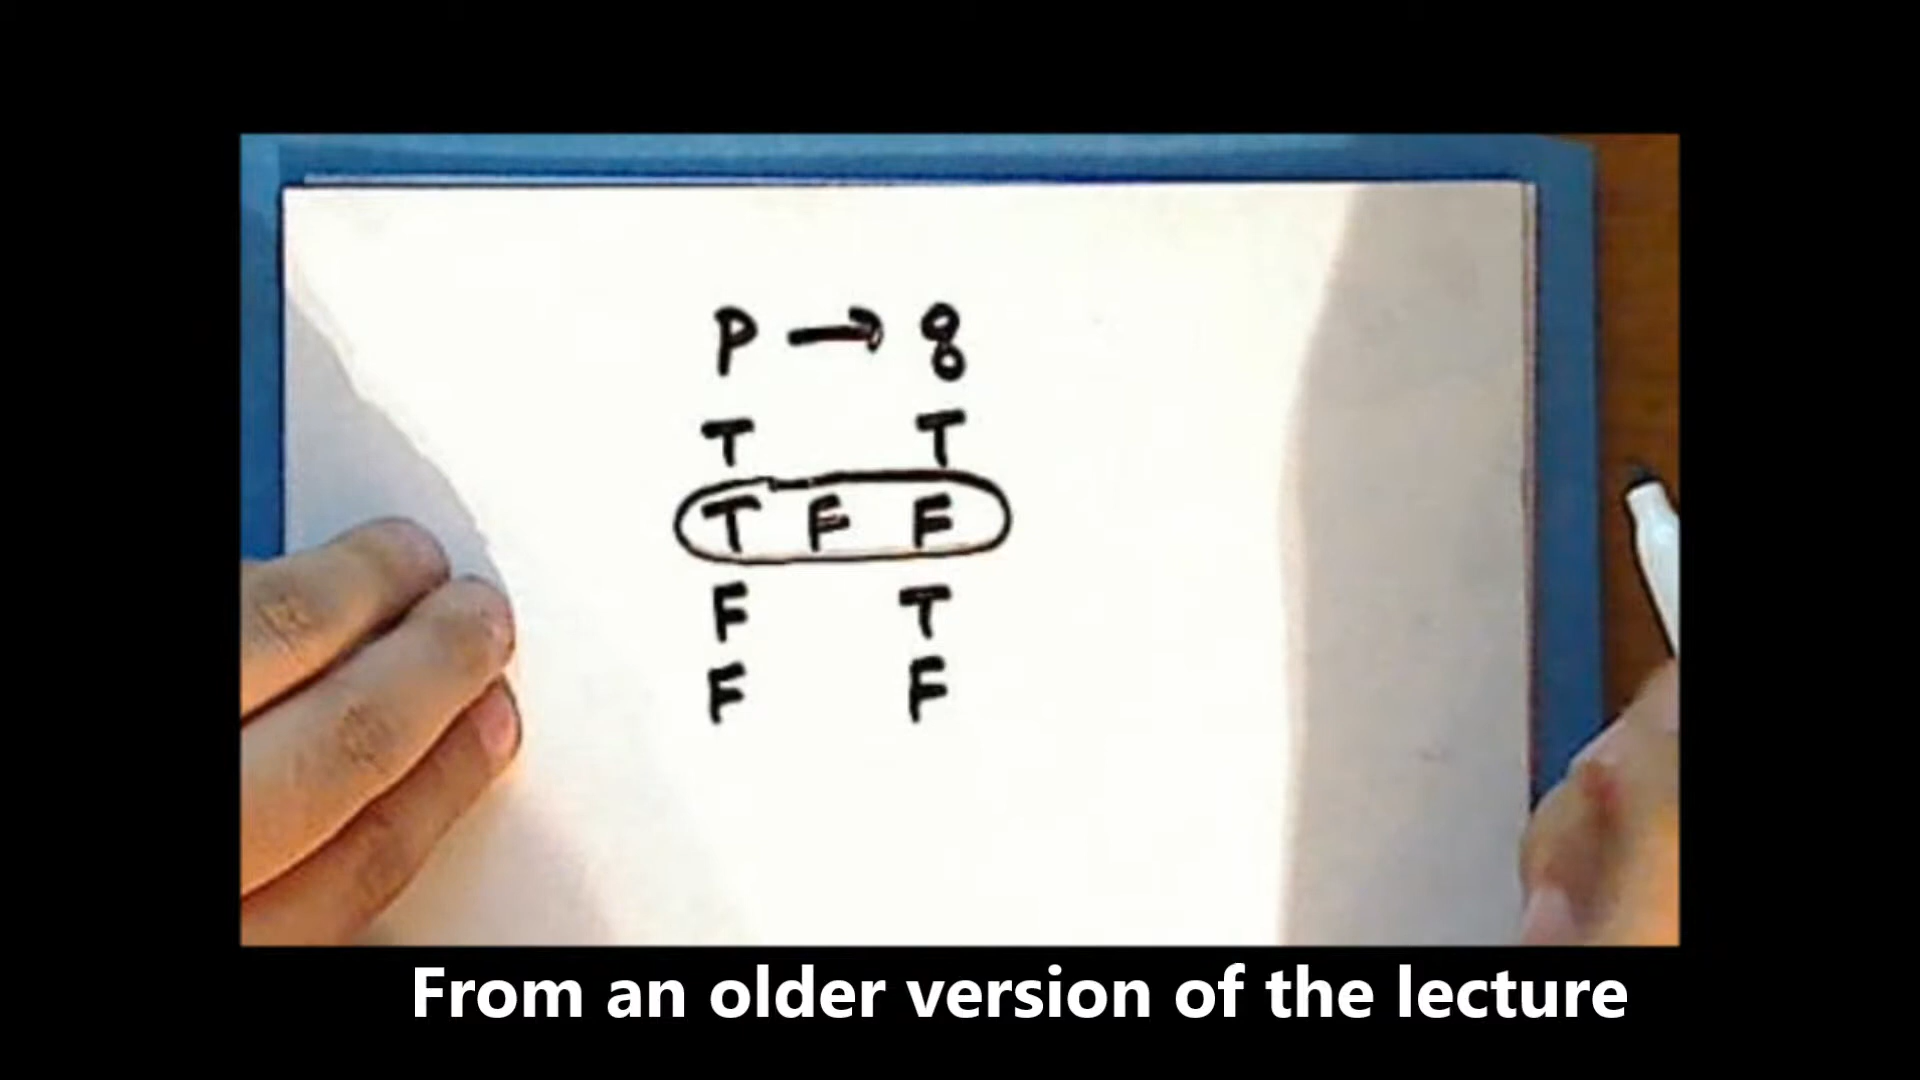 P → q
T T
T F F
F T
F F
From an older version of the lecture